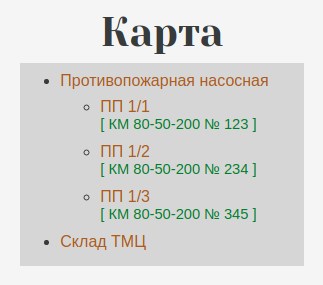 Карта
Противопожарная насосная
ПП 1/1
[ КМ 80-50-200 № 123 ]
ПП 1/2
[ КМ 80-50-200 № 234 ]
ПП 1/3
[ КМ 80-50-200 № 345 ]
Склад ТМЦ